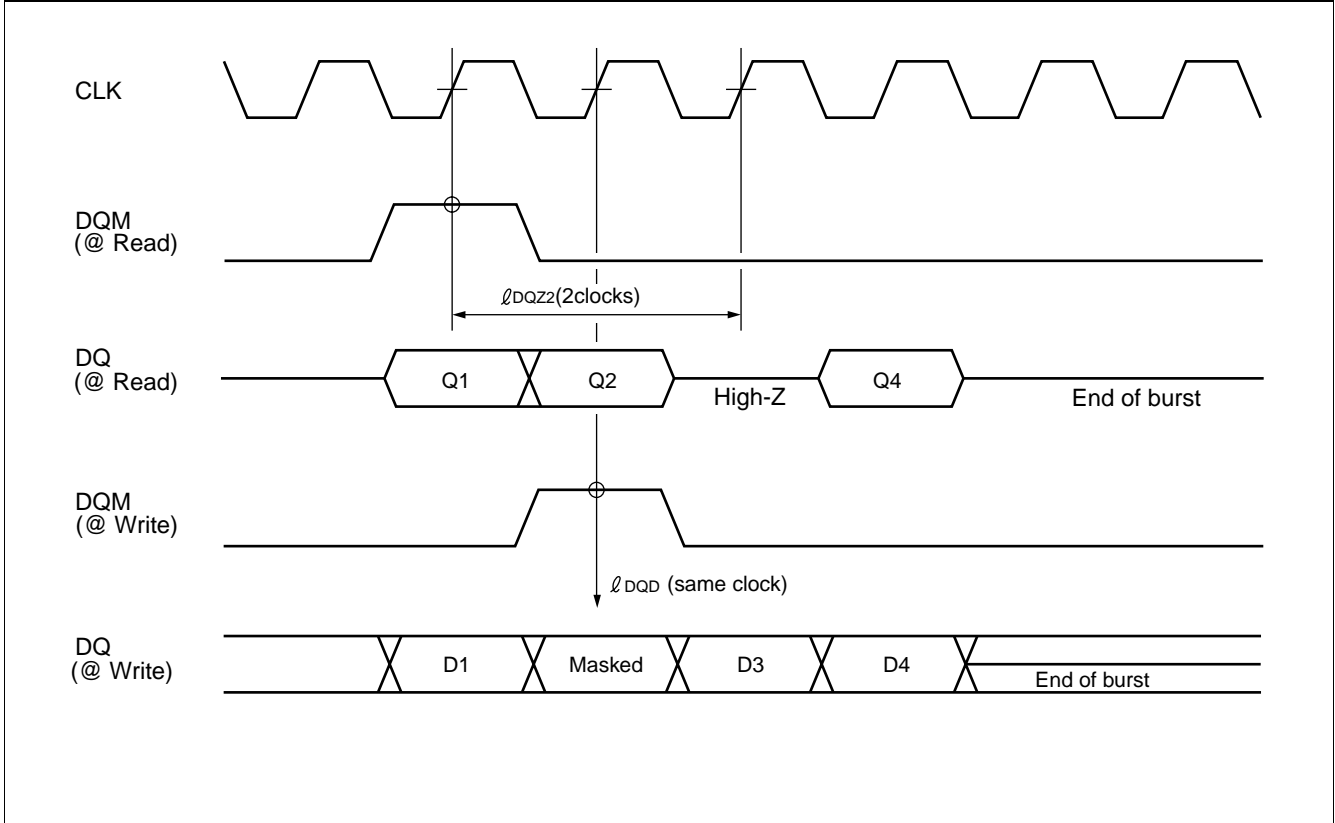 CLK
DQM
(@ Read)
ℓDQZ2(2clocks)
DQ
(@ Read)
Q1
Q2
High-Z
Q4
End of burst
DQM
(@ Write)
ℓDQD (same clock)
DQ
(@ Write)
D1
Masked
D3
D4
End of burst